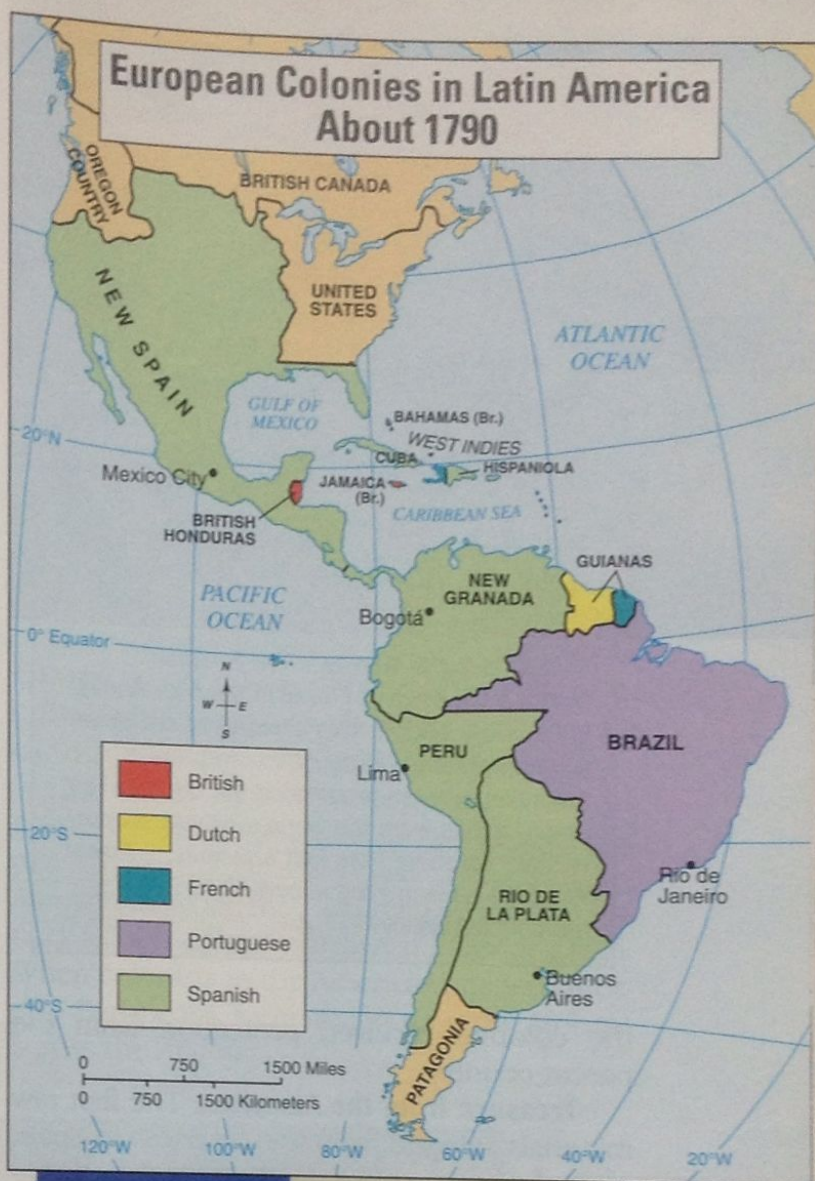 European Colonies in Latin America
About 1790
OREGON
COUNTRY
BRITISH CANADA
NEW SPAIN
UNITED
STATES
ATLANTIC
OCEAN
GULF OF
MEXICO
BAHAMAS (Br.)
WEST INDIES
CUBA
HISPANIOLA
20°N
Mexico City
JAMAICA
(Br.)
CARIBBEAN SEA
BRITISH
HONDURAS
GUIANAS
NEW
GRANADA
PACIFIC
OCEAN
Bogotá
0° Equator
N
W E
S
BRAZIL
PERU
Lima
British
Dutch
French
Portuguese
Spanish
20°S
Rio de
Janeiro
RIO DE
LA PLATA
Buenos
Aires
40°S
PATAGONIA
0 750 1500 Miles
0 750 1500 Kilometers
120°W 100°W 80°W 60°W 40°W 20°W